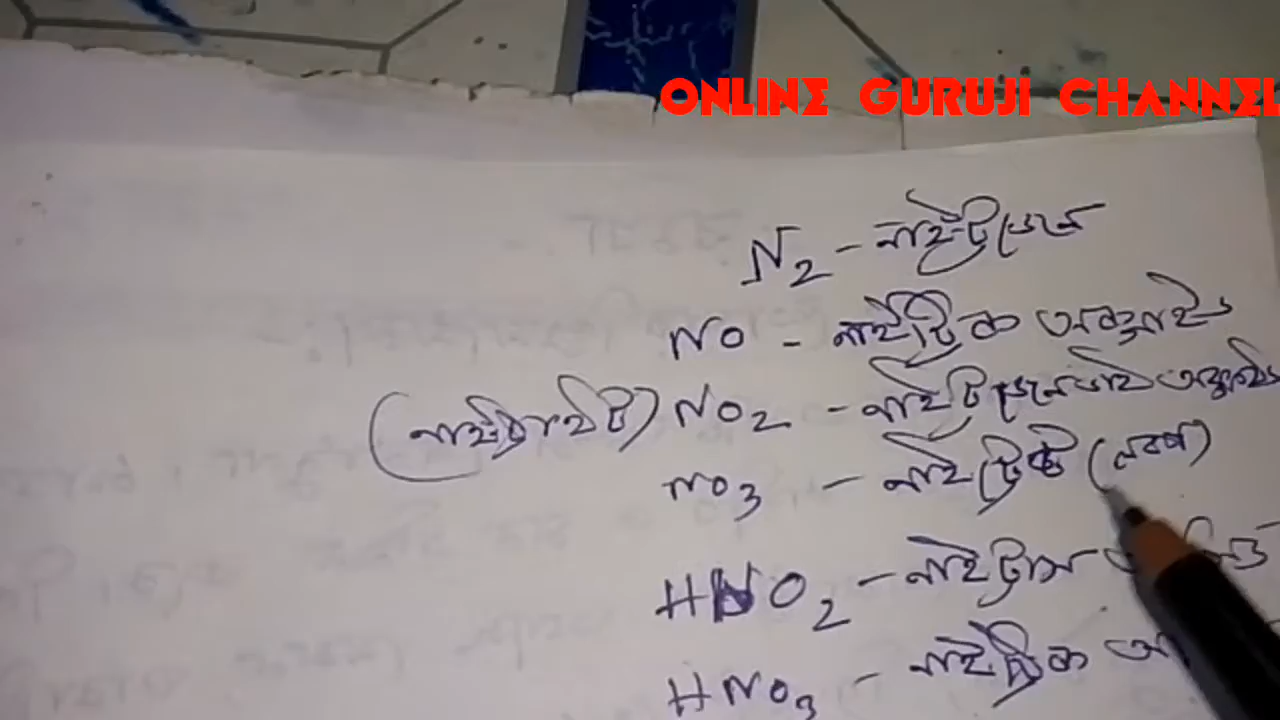 ONLINE GURUJI CHANNEL
N2 - নাইট্রোজেন
NO - নাইট্রিক অক্সাইড
(নাইট্রাইট) NO2 - নাইট্রোজেন ডাই অক্সাইড
NO3 - নাইট্রেট (লবণ)
HNO2 - নাইট্রাস
HNO3 - নাইট্রিক